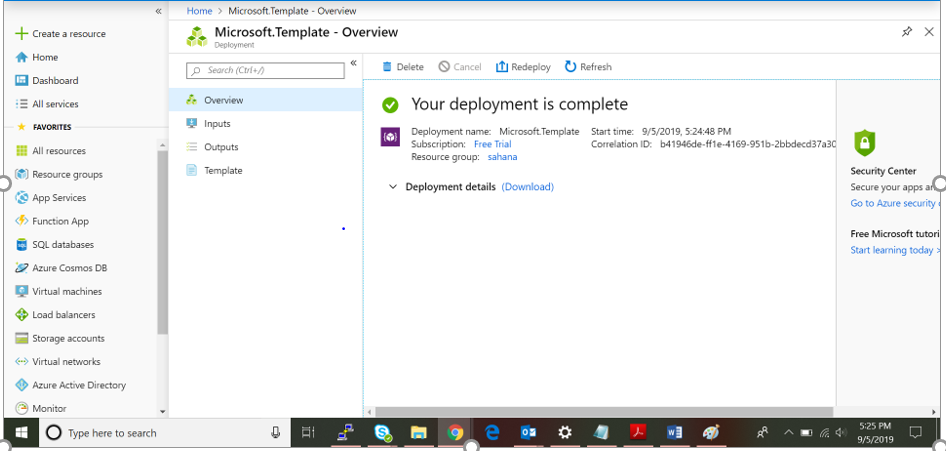 Home > Microsoft.Template - Overview
Microsoft.Template - Overview
Deployment
Create a resource
Home
Dashboard
All services
FAVORITES
All resources
Resource groups
App Services
Function App
SQL databases
Azure Cosmos DB
Virtual machines
Load balancers
Storage accounts
Virtual networks
Azure Active Directory
Monitor
Search (Ctrl+/)
Overview
Inputs
Outputs
Template
Delete Cancel Redeploy Refresh
Your deployment is complete
Deployment name: Microsoft.Template
Subscription: Free Trial
Resource group: sahana
Start time: 9/5/2019, 5:24:48 PM
Correlation ID: b41946de-ff1e-4169-951b-2bbdecd37a30
Deployment details (Download)
Security Center
Secure your apps an
Go to Azure security c
Free Microsoft tutori
Start learning today >
Type here to search
5:25 PM
9/5/2019